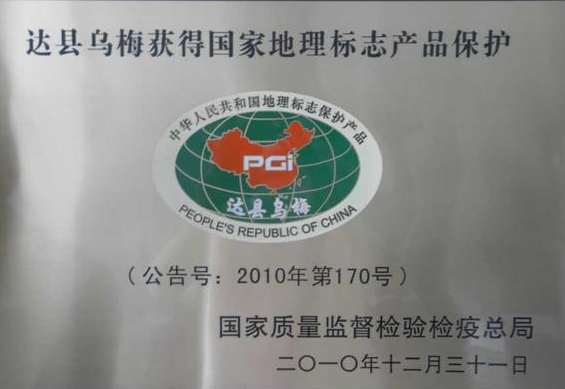 达县乌梅获得国家地理标志产品保护
中华人民共和国地理标志保护产品
PGi
达县乌梅
PEOPLE'S REPUBLIC OF CHINA
（公告号：2010年第170号）
国家质量监督检验检疫总局
二〇一〇年十二月三十一日